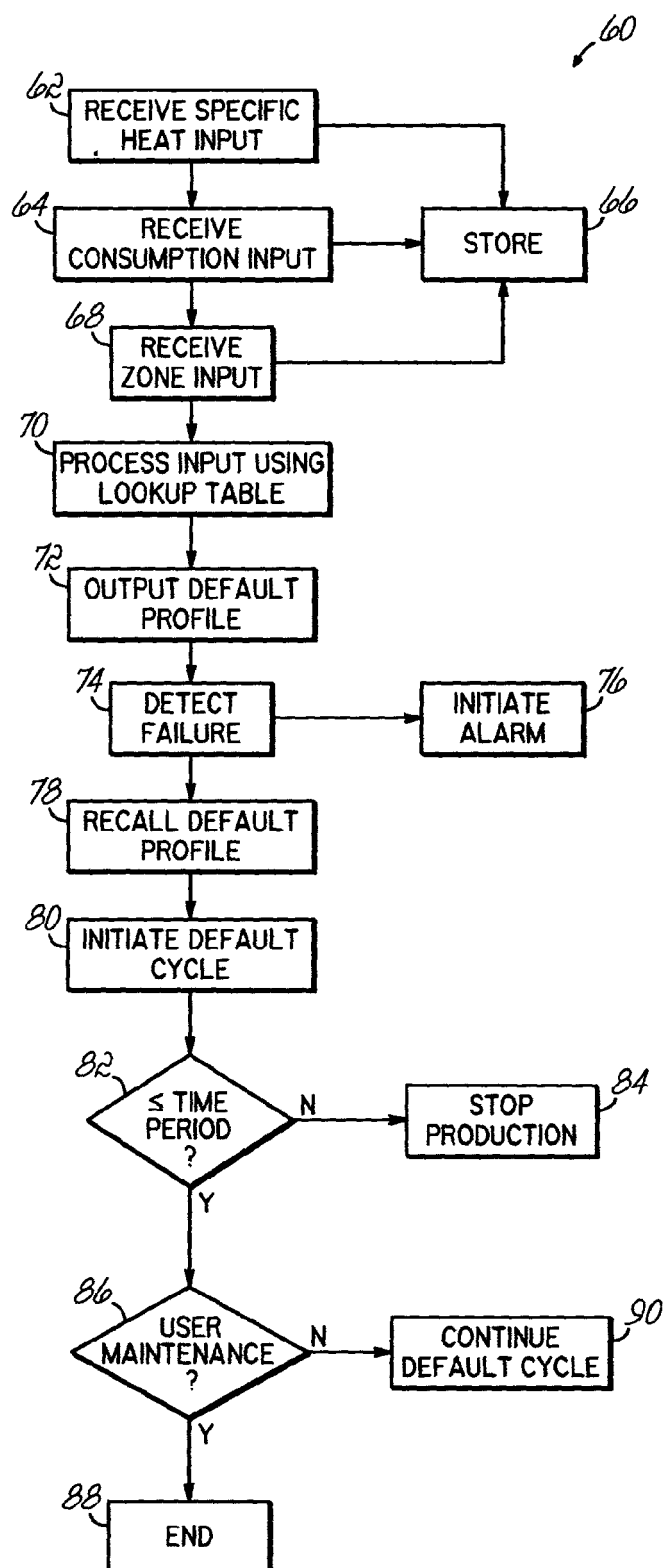 60
62
RECEIVE SPECIFIC
HEAT INPUT
64
RECEIVE
CONSUMPTION INPUT
66
STORE
68
RECEIVE
ZONE INPUT
70
PROCESS INPUT USING
LOOKUP TABLE
72
OUTPUT DEFAULT
PROFILE
74
DETECT
FAILURE
76
INITIATE
ALARM
78
RECALL DEFAULT
PROFILE
80
INITIATE DEFAULT
CYCLE
82
≤ TIME
PERIOD
?
N
84
STOP
PRODUCTION
Y
86
USER
MAINTENANCE
?
N
90
CONTINUE
DEFAULT CYCLE
Y
88
END